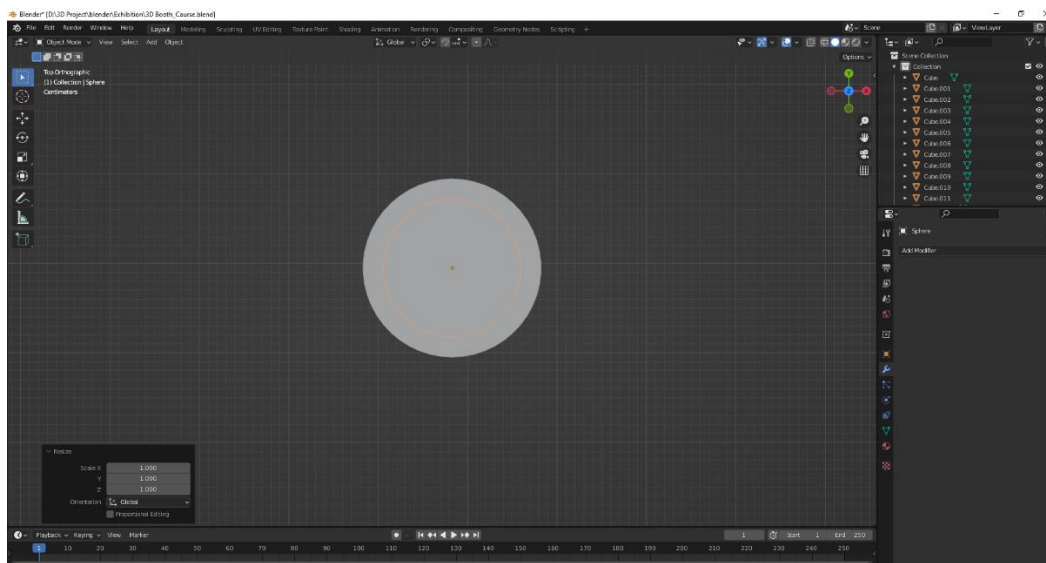 Blender* [D:\3D Project\blender\Exhibition\3D Booth_Caurse.blend]
File Edit Render Window Help Layout Modeling Sculpting UV Editing Texture Paint Shading Animation Rendering Compositing Geometry Nodes Scripting + Scene ViewLayer
Object Mode View Select Add Object Global
Options
Top Orthographic
(1) Collection | Sphere
Centimeters
Y
Z
X
Scene Collection
Collection
Cube
Cube.001
Cube.002
Cube.003
Cube.004
Cube.005
Cube.006
Cube.007
Cube.008
Cube.009
Cube.010
Cube.011
Sphere
Add Modifier
Resize
Scale X 1.090
Y 1.090
Z 1.090
Orientation Global
Proportional Editing
Playback Keying View Marker 1 Start 1 End 250
1 10 20 30 40 50 60 70 80 90 100 110 120 130 140 150 160 170 180 190 200 210 220 230 240 250